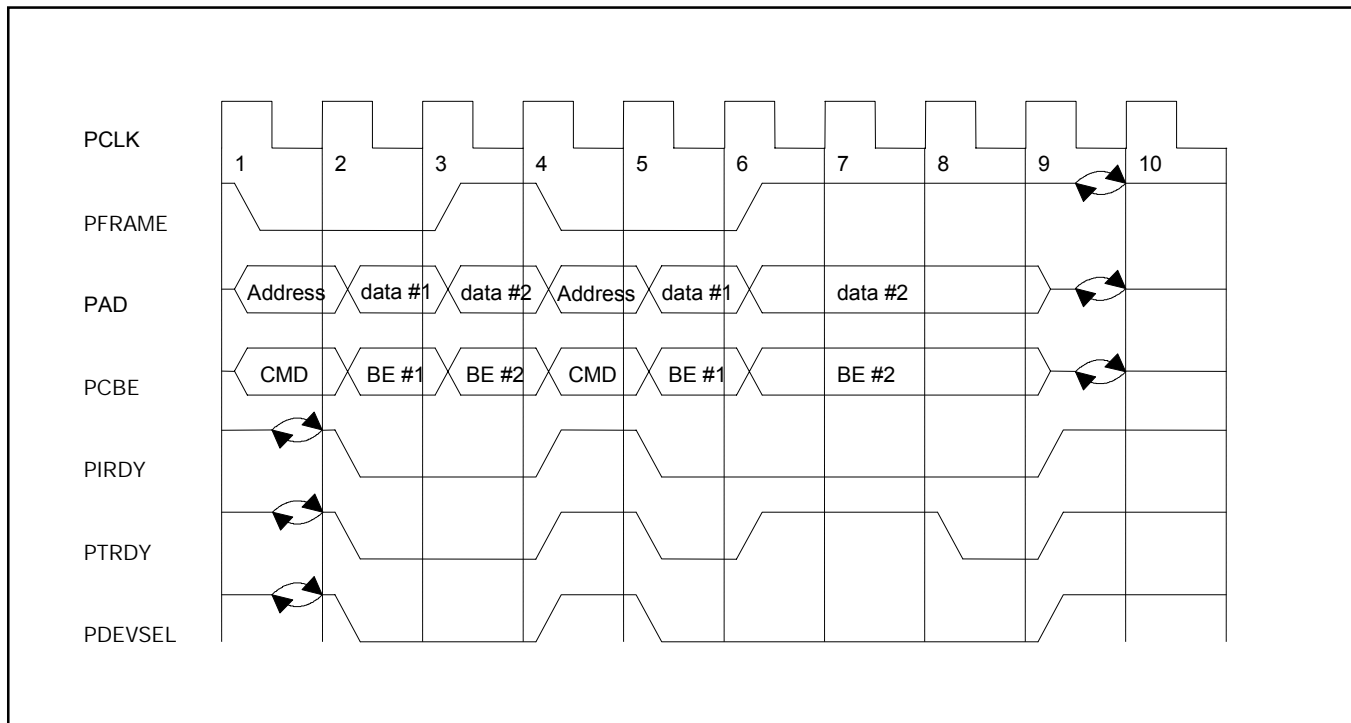 PCLK
1 2 3 4 5 6 7 8 9 10
PFRAME
PAD Address data #1 data #2 Address data #1 data #2
PCBE CMD BE #1 BE #2 CMD BE #1 BE #2
PIRDY
PTRDY
PDEVSEL